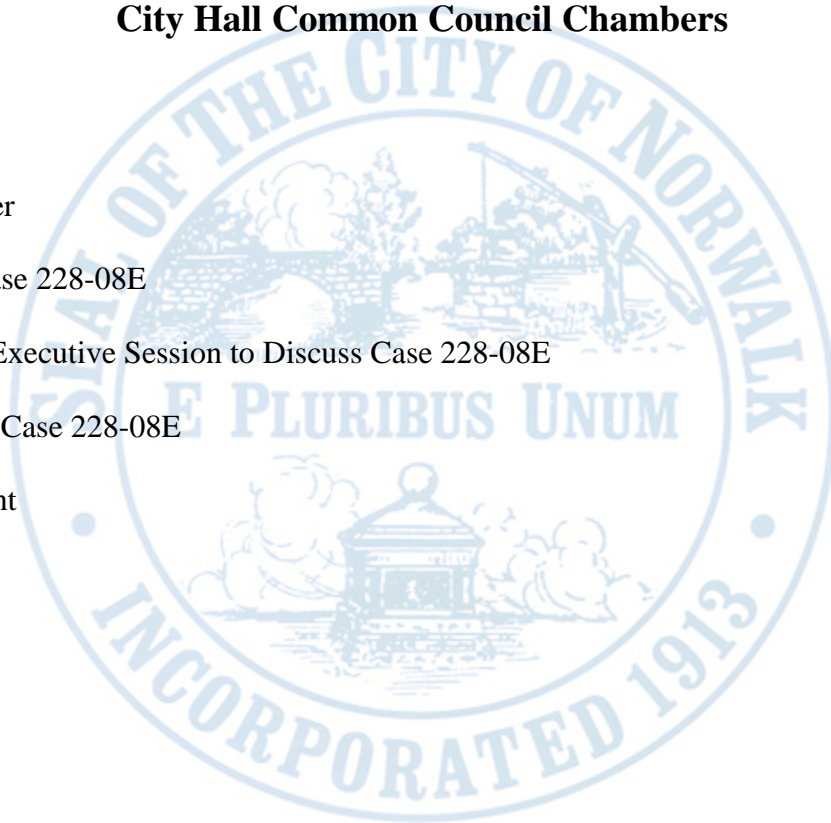 City Hall Common Council Chambers
SEAL OF THE CITY OF NORWALK
er
ase 228-08E
Executive Session to Discuss Case 228-08E
Case 228-08E
nt
E PLURIBUS UNUM
INCORPORATED 1913